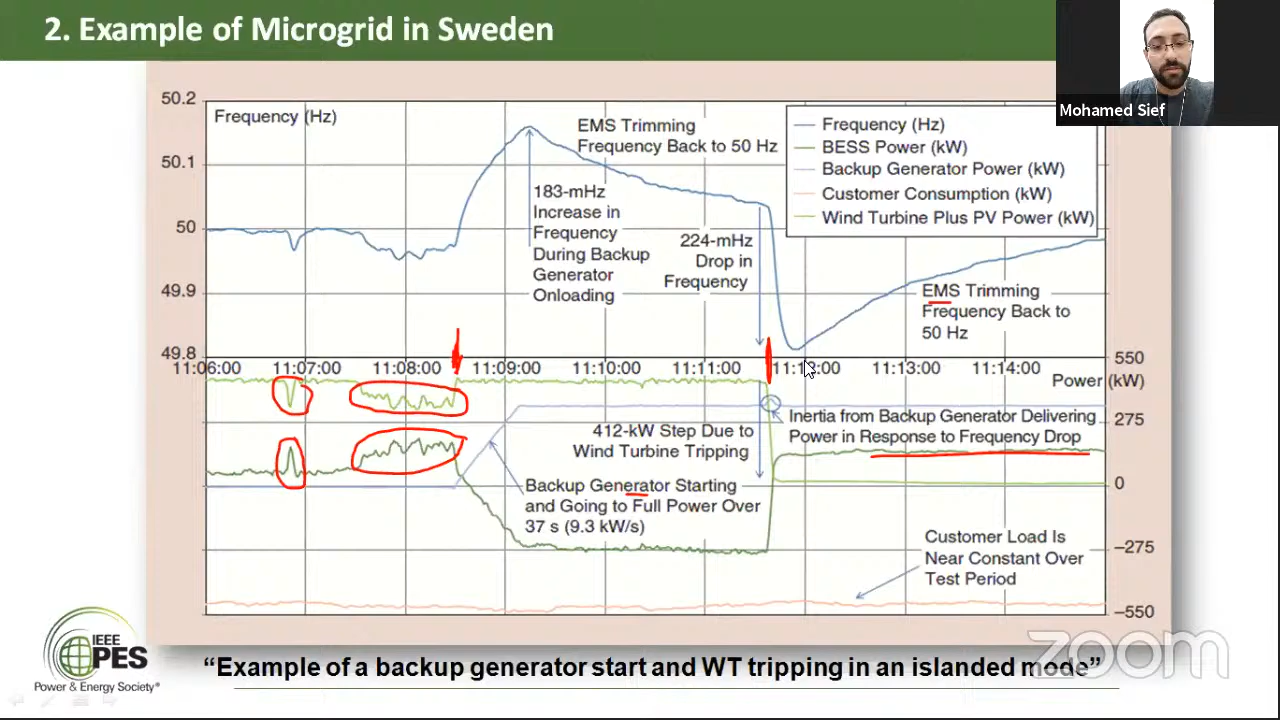 2. Example of Microgrid in Sweden
Mohamed Sief
50.2
50.1
50
49.9
49.8
Frequency (Hz)
EMS Trimming
Frequency Back to 50 Hz
Frequency (Hz)
BESS Power (kW)
Backup Generator Power (kW)
Customer Consumption (kW)
Wind Turbine Plus PV Power (kW)
183-mHz
Increase in
Frequency
During Backup
Generator
Onloading
224-mHz
Drop in
Frequency
EMS Trimming
Frequency Back to
50 Hz
11:06:00 11:07:00 11:08:00 11:09:00 11:10:00 11:11:00 11:12:00 11:13:00 11:14:00
550
Power (kW)
275
0
-275
-550
Inertia from Backup Generator Delivering
Power in Response to Frequency Drop
412-kW Step Due to
Wind Turbine Tripping
Backup Generator Starting
and Going to Full Power Over
37 s (9.3 kW/s)
Customer Load Is
Near Constant Over
Test Period
IEEE
PES
Power & Energy Society®
“Example of a backup generator start and WT tripping in an islanded mode”
zoom